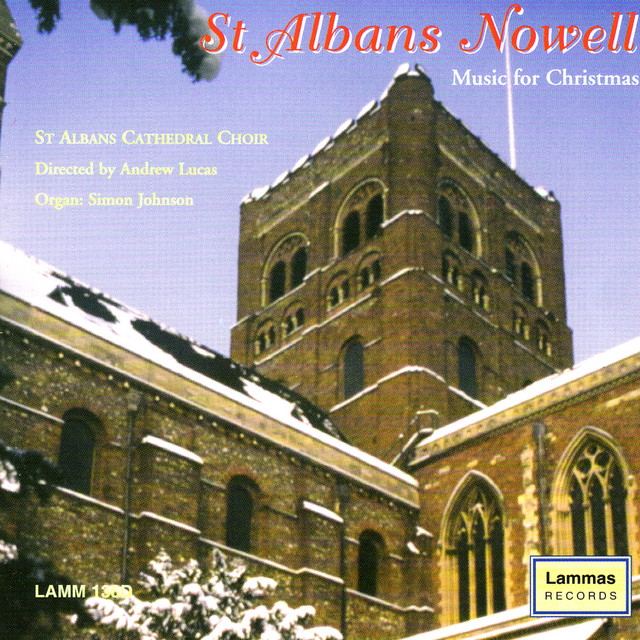 St Albans Nowell
Music for Christmas
ST ALBANS CATHEDRAL CHOIR
Directed by Andrew Lucas
Organ: Simon Johnson
LAMM
Lammas
RECORDS